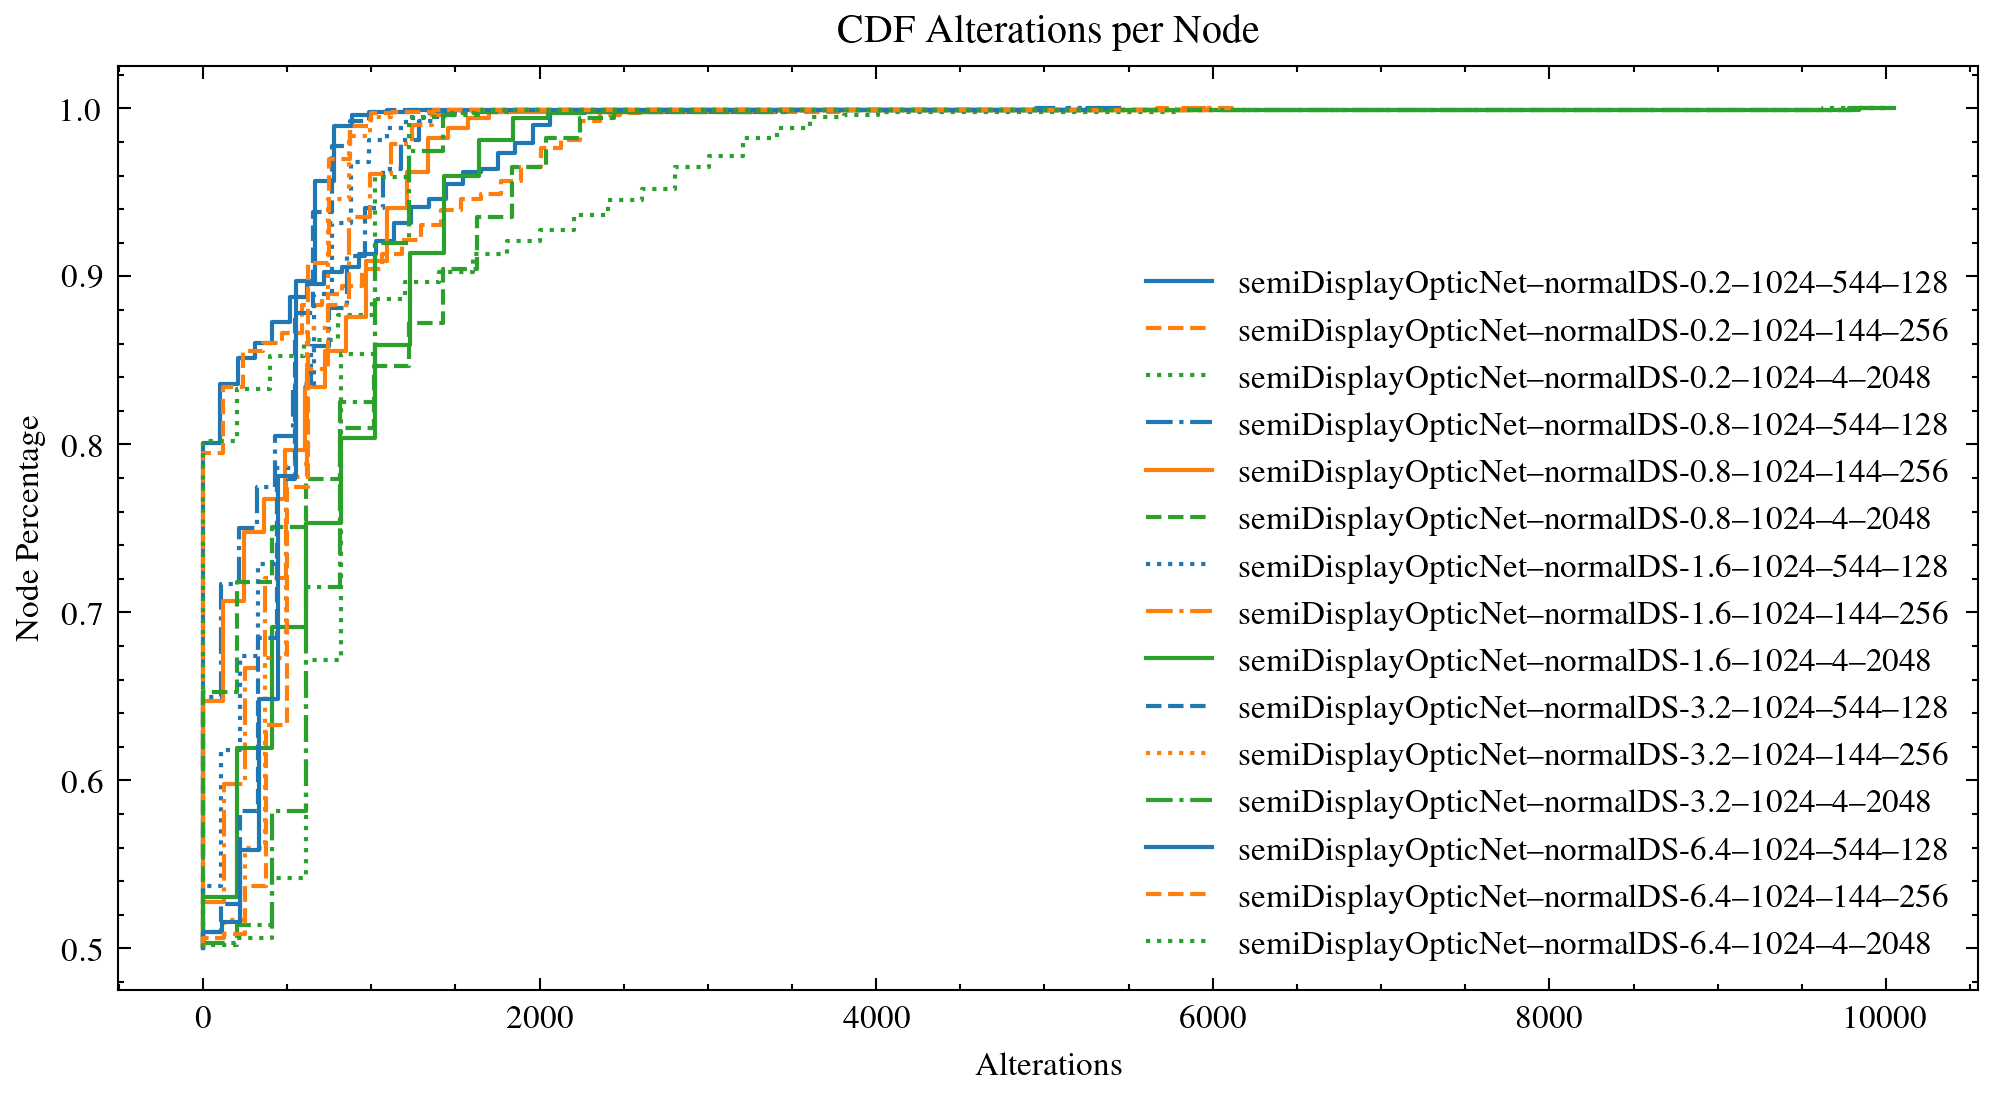 CDF Alterations per Node
1.0
0.9
0.8
0.7
0.6
0.5
Node Percentage
semiDisplayOpticNet–normalDS-0.2–1024–544–128
semiDisplayOpticNet–normalDS-0.2–1024–144–256
semiDisplayOpticNet–normalDS-0.2–1024–4–2048
semiDisplayOpticNet–normalDS-0.8–1024–544–128
semiDisplayOpticNet–normalDS-0.8–1024–144–256
semiDisplayOpticNet–normalDS-0.8–1024–4–2048
semiDisplayOpticNet–normalDS-1.6–1024–544–128
semiDisplayOpticNet–normalDS-1.6–1024–144–256
semiDisplayOpticNet–normalDS-1.6–1024–4–2048
semiDisplayOpticNet–normalDS-3.2–1024–544–128
semiDisplayOpticNet–normalDS-3.2–1024–144–256
semiDisplayOpticNet–normalDS-3.2–1024–4–2048
semiDisplayOpticNet–normalDS-6.4–1024–544–128
semiDisplayOpticNet–normalDS-6.4–1024–144–256
semiDisplayOpticNet–normalDS-6.4–1024–4–2048
0 2000 4000 6000 8000 10000
Alterations